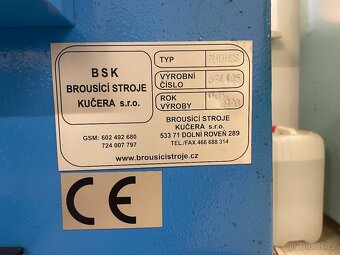 BSK
BROUSÍCÍ STROJE
KUČERA s.r.o.
GSM: 602 492 680
724 007 797
TYP
VÝROBNÍ
ČÍSLO
ROK
VÝROBY
BROUSÍCÍ STROJE
KUČERA s.r.o.
533 71 DOLNÍ ROVEŇ 289
TEL./FAX 466 688 314
www.brousicistroje.cz
CE